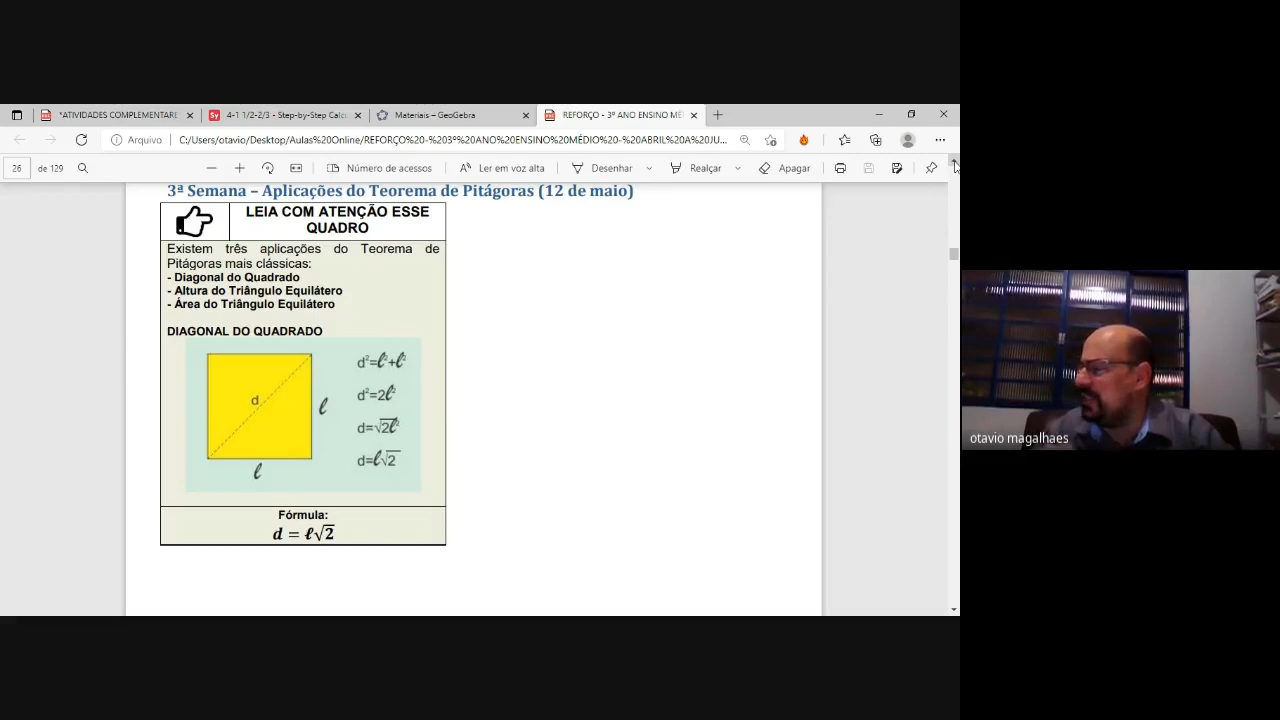 *ATIVIDADES COMPLEMENTARE
4-1 1/2-2/3 - Step-by-Step Calc
Materiais – GeoGebra
REFORÇO - 3º ANO ENSINO MÉ
Arquivo
C:/Users/otavio/Desktop/Aulas%20Online/REFORÇO%20-%203º%20ANO%20ENSINO%20MÉDIO%20-%20ABRIL%20A%20JU...
26
de 129
Número de acessos
Ler em voz alta
Desenhar
Realçar
Apagar
3ª Semana – Aplicações do Teorema de Pitágoras (12 de maio)
LEIA COM ATENÇÃO ESSE
QUADRO
Existem três aplicações do Teorema de
Pitágoras mais clássicas:
- Diagonal do Quadrado
- Altura do Triângulo Equilátero
- Área do Triângulo Equilátero
DIAGONAL DO QUADRADO
d
ℓ
ℓ
d²=ℓ²+ℓ²
d²=2ℓ²
d=√2ℓ²
d=ℓ√2
Fórmula:
d = ℓ√2
otavio magalhaes